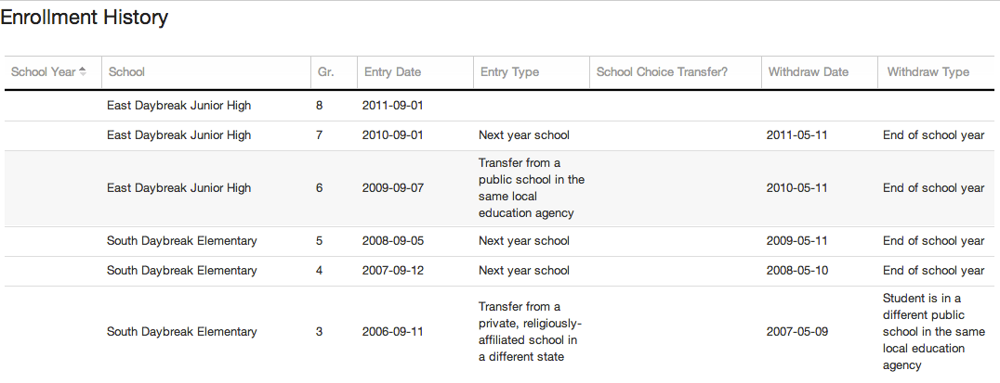 Enrollment History
School Year School Gr. Entry Date Entry Type School Choice Transfer? Withdraw Date Withdraw Type
East Daybreak Junior High 8 2011-09-01
East Daybreak Junior High 7 2010-09-01 Next year school 2011-05-11 End of school year
Transfer from a
public school in the
East Daybreak Junior High 6 2009-09-07 same local 2010-05-11 End of school year
education agency
South Daybreak Elementary 5 2008-09-05 Next year school 2009-05-11 End of school year
South Daybreak Elementary 4 2007-09-12 Next year school 2008-05-10 End of school year
South Daybreak Elementary 3 2006-09-11
Transfer from a
private, religiously-
affiliated school in
a different state
2007-05-09
Student is in a
different public
school in the same
local education
agency